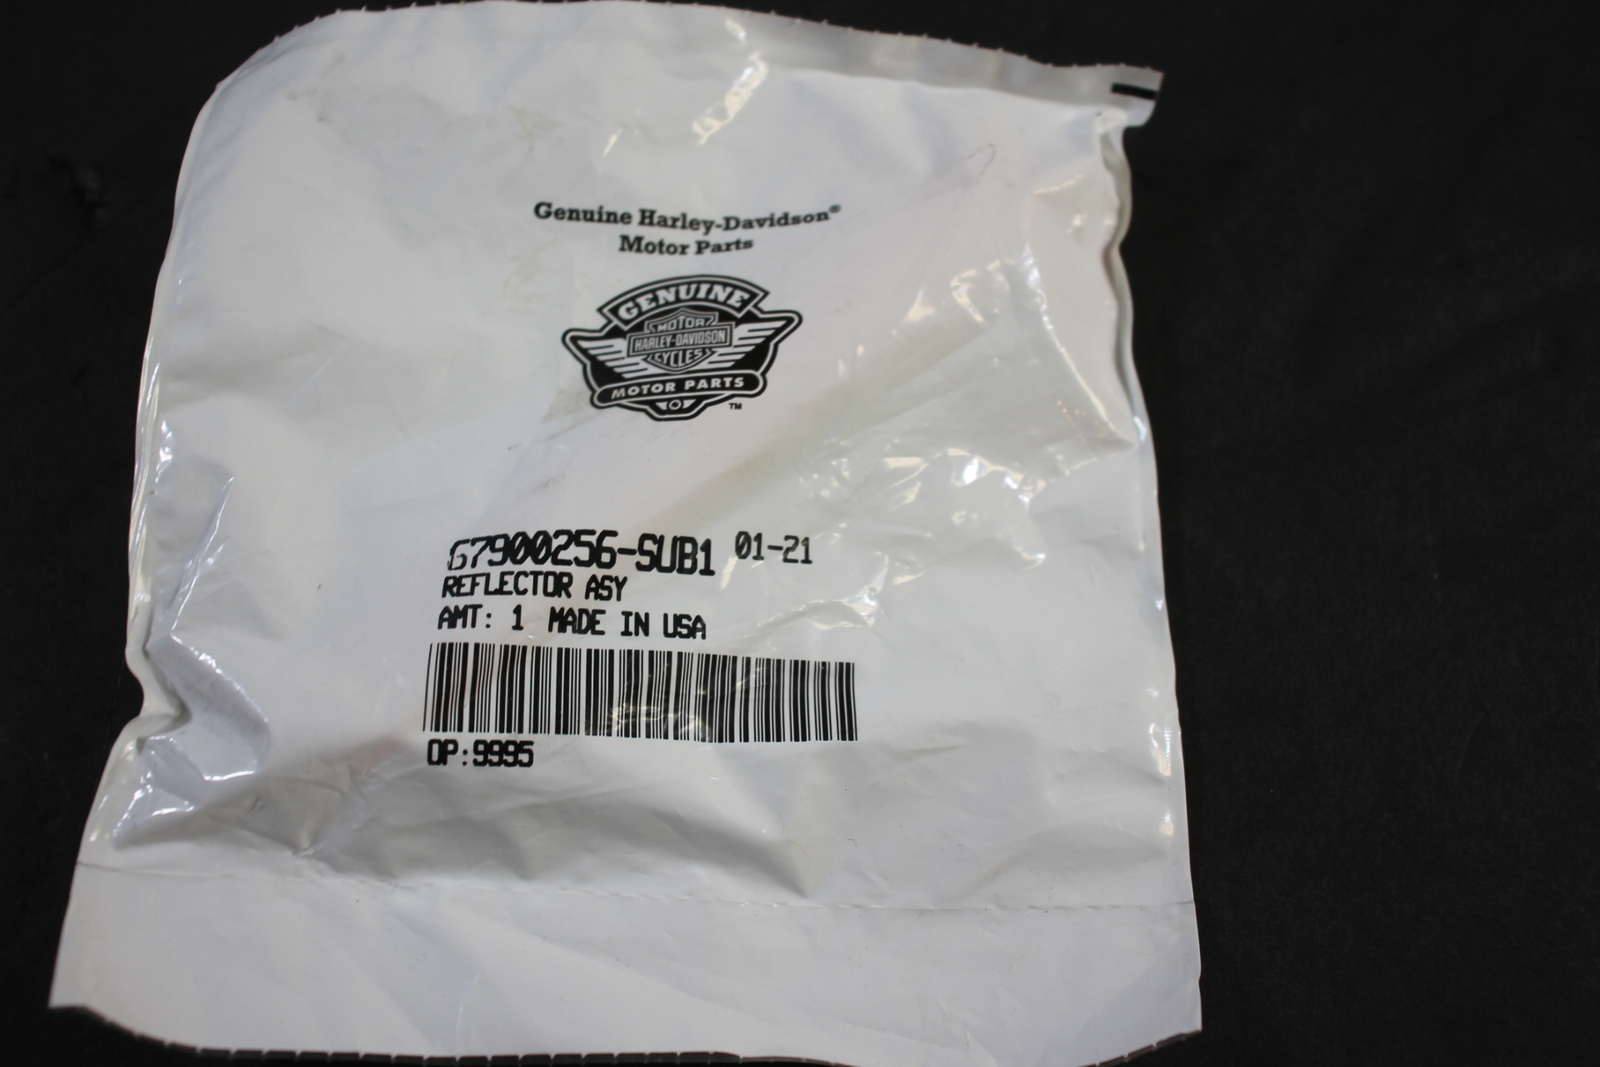 Genuine Harley-Davidson®
Motor Parts
GENUINE
MOTOR
HARLEY-DAVIDSON
CYCLES
MOTOR PARTS
TM
67900256-SUB1 01-21
REFLECTOR ASY
AMT: 1 MADE IN USA
OP:9995